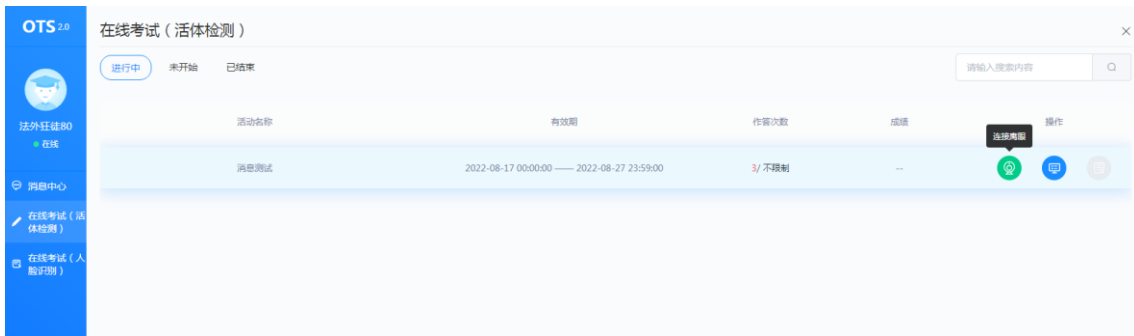 OTS 2.0
在线考试（活体检测）
×
进行中 未开始 已结束
请输入搜索内容
法外狂徒80
在线
活动名称 有效期 作答次数 成绩 操作
连接鹰眼
消息测试 2022-08-17 00:00:00 —— 2022-08-27 23:59:00 3/ 不限制 --
消息中心
在线考试（活
体检测）
在线考试（人
脸识别）